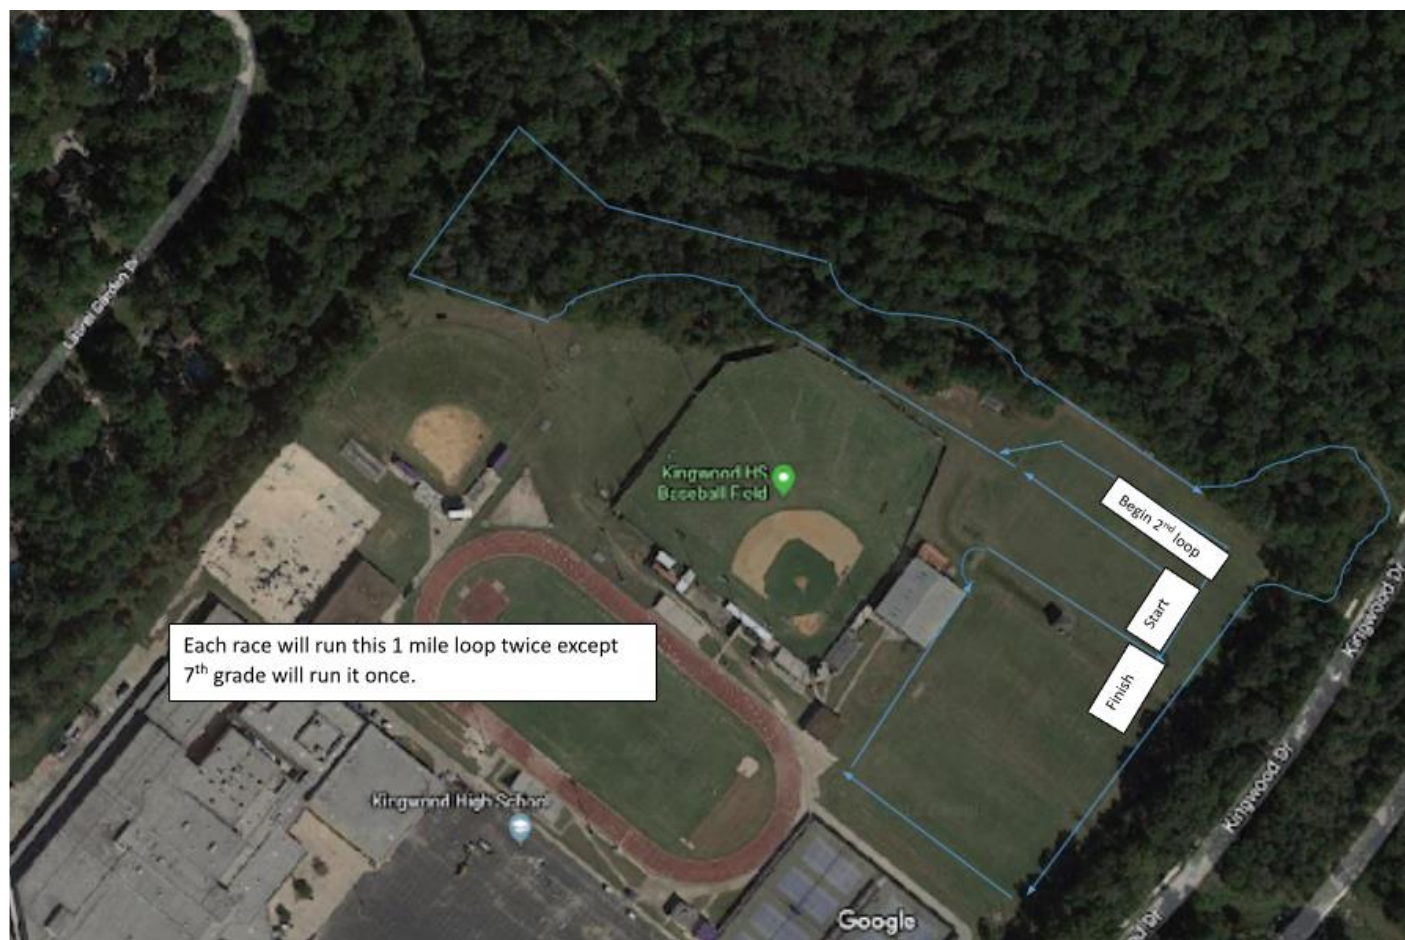 Laurel Garden Dr
Kingwood HS
Baseball Field
Begin 2nd loop
Start
Finish
Each race will run this 1 mile loop twice except
7th grade will run it once.
Kingwood High School
Kingwood Dr
Kingwood Dr
Google